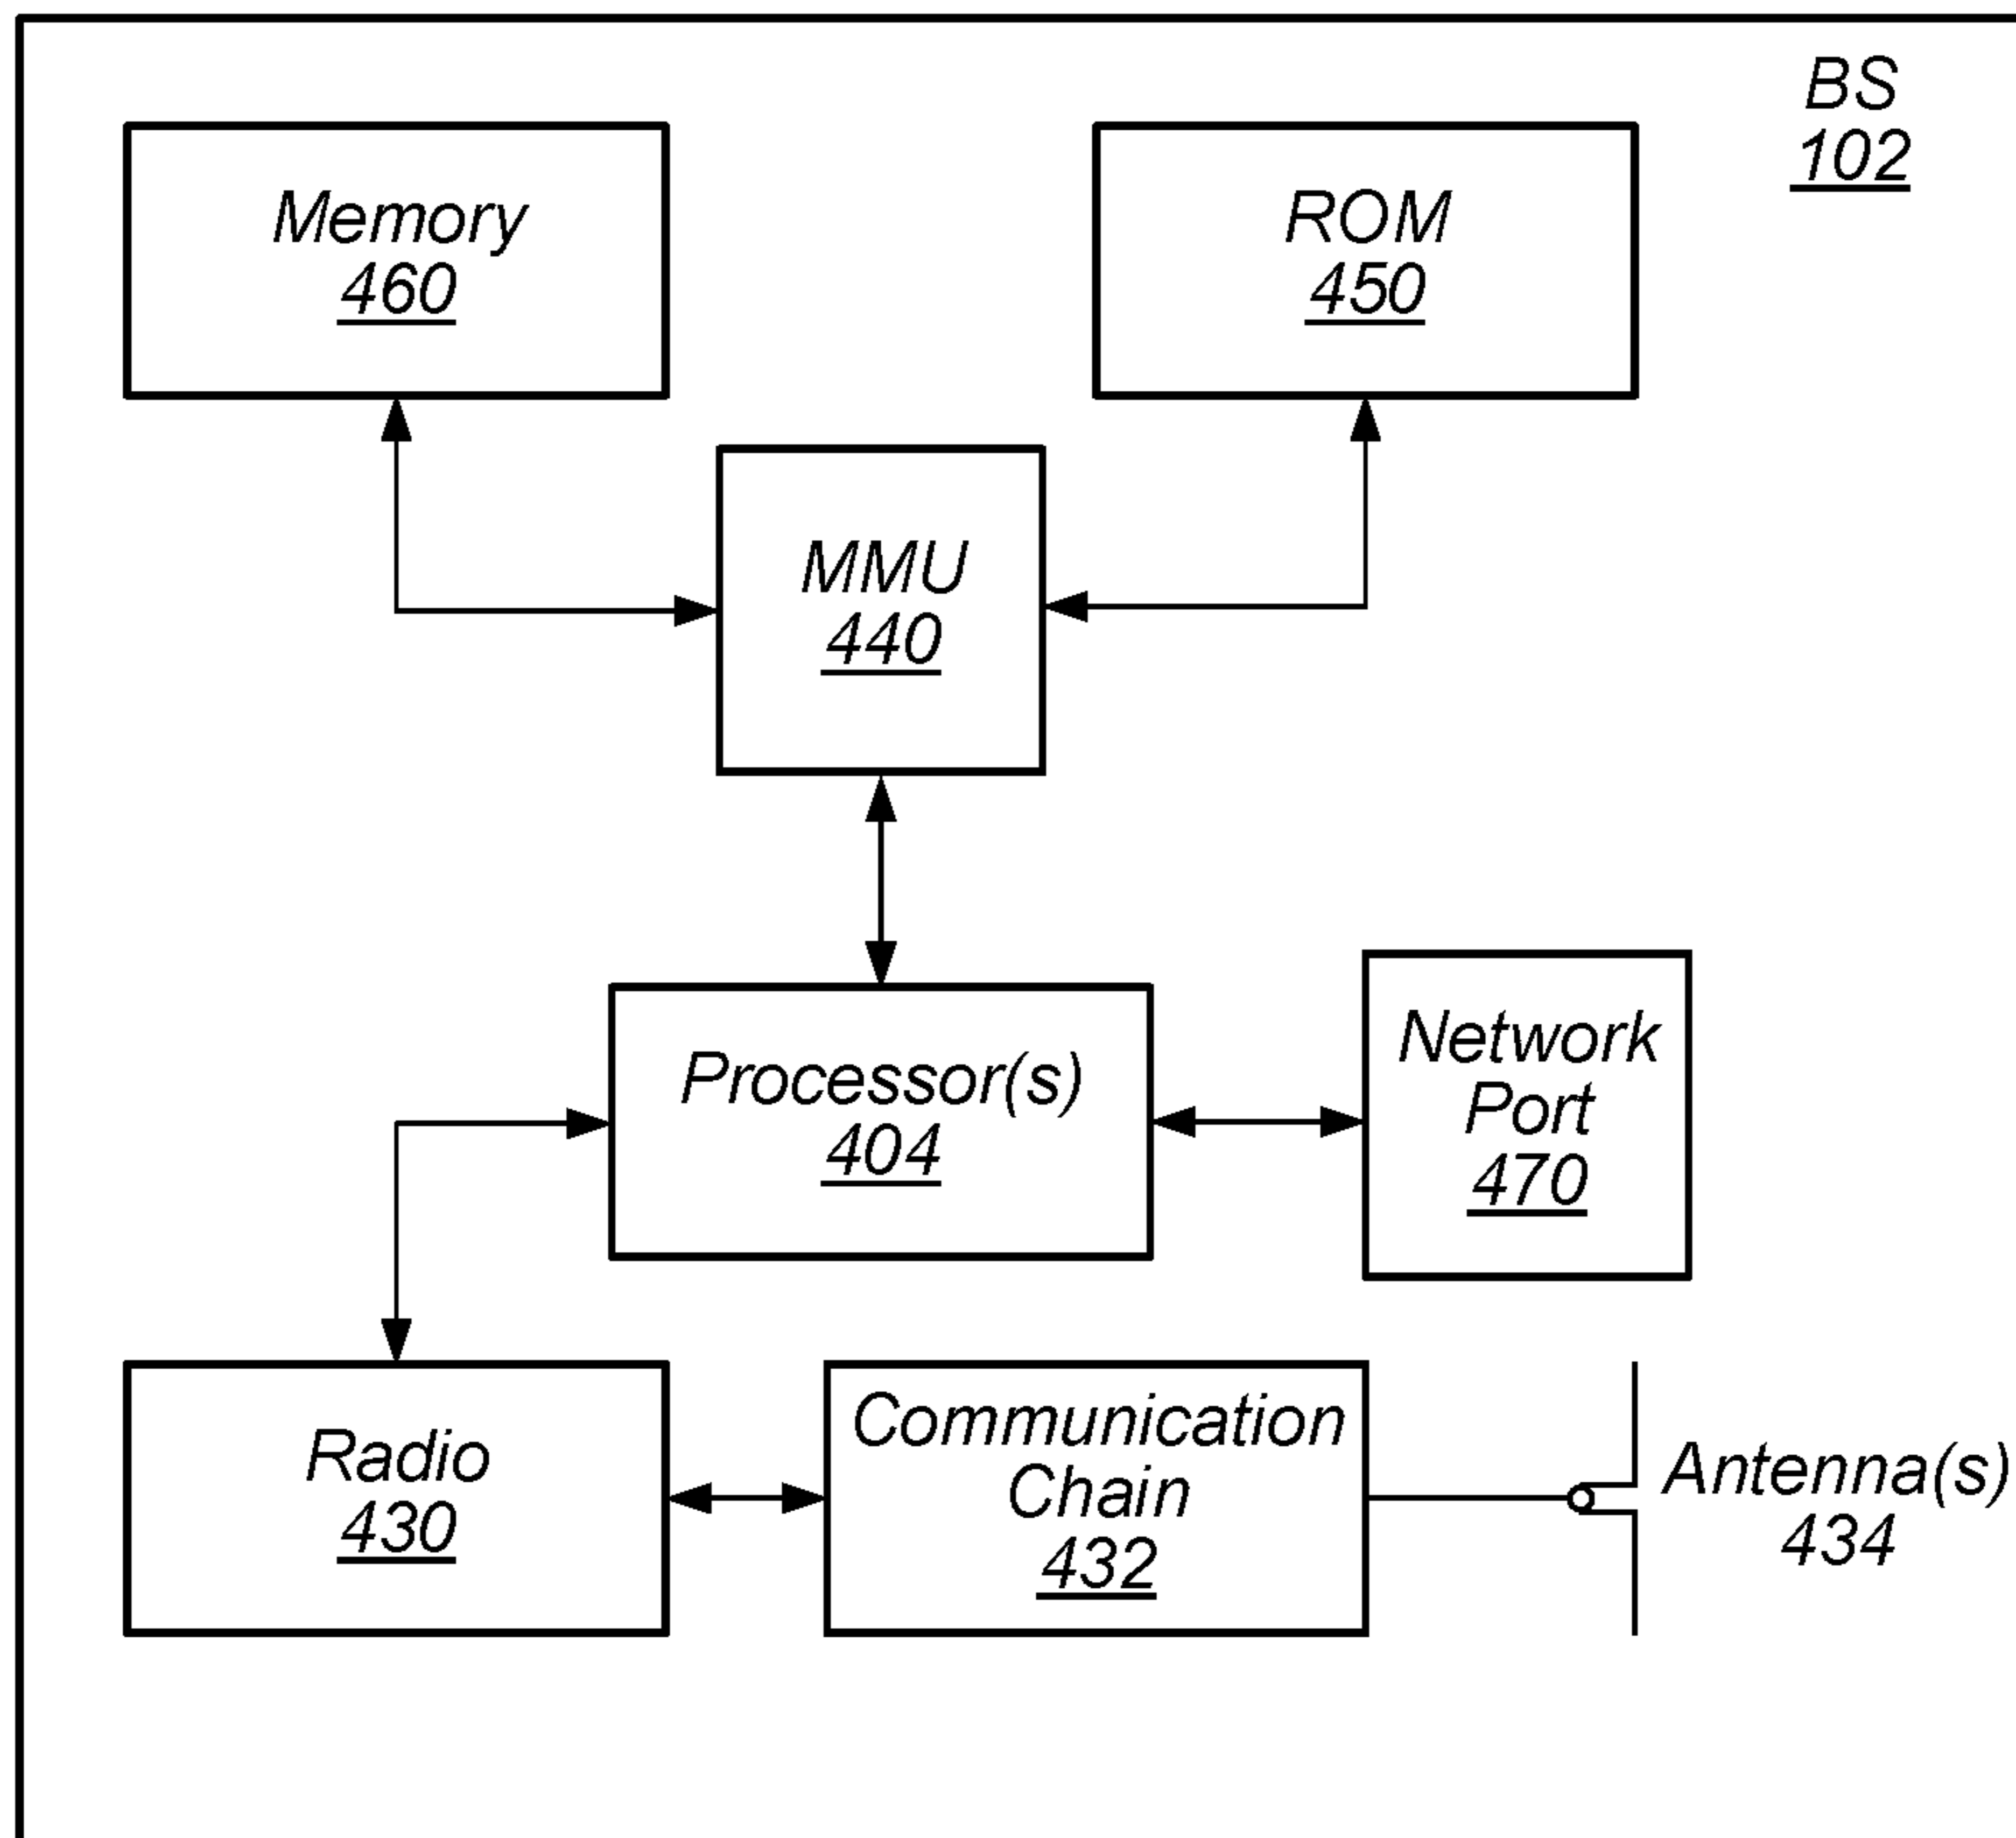 BS
102
Memory
460
ROM
450
MMU
440
Processor(s)
404
Network
Port
470
Radio
430
Communication
Chain
432
Antenna(s)
434